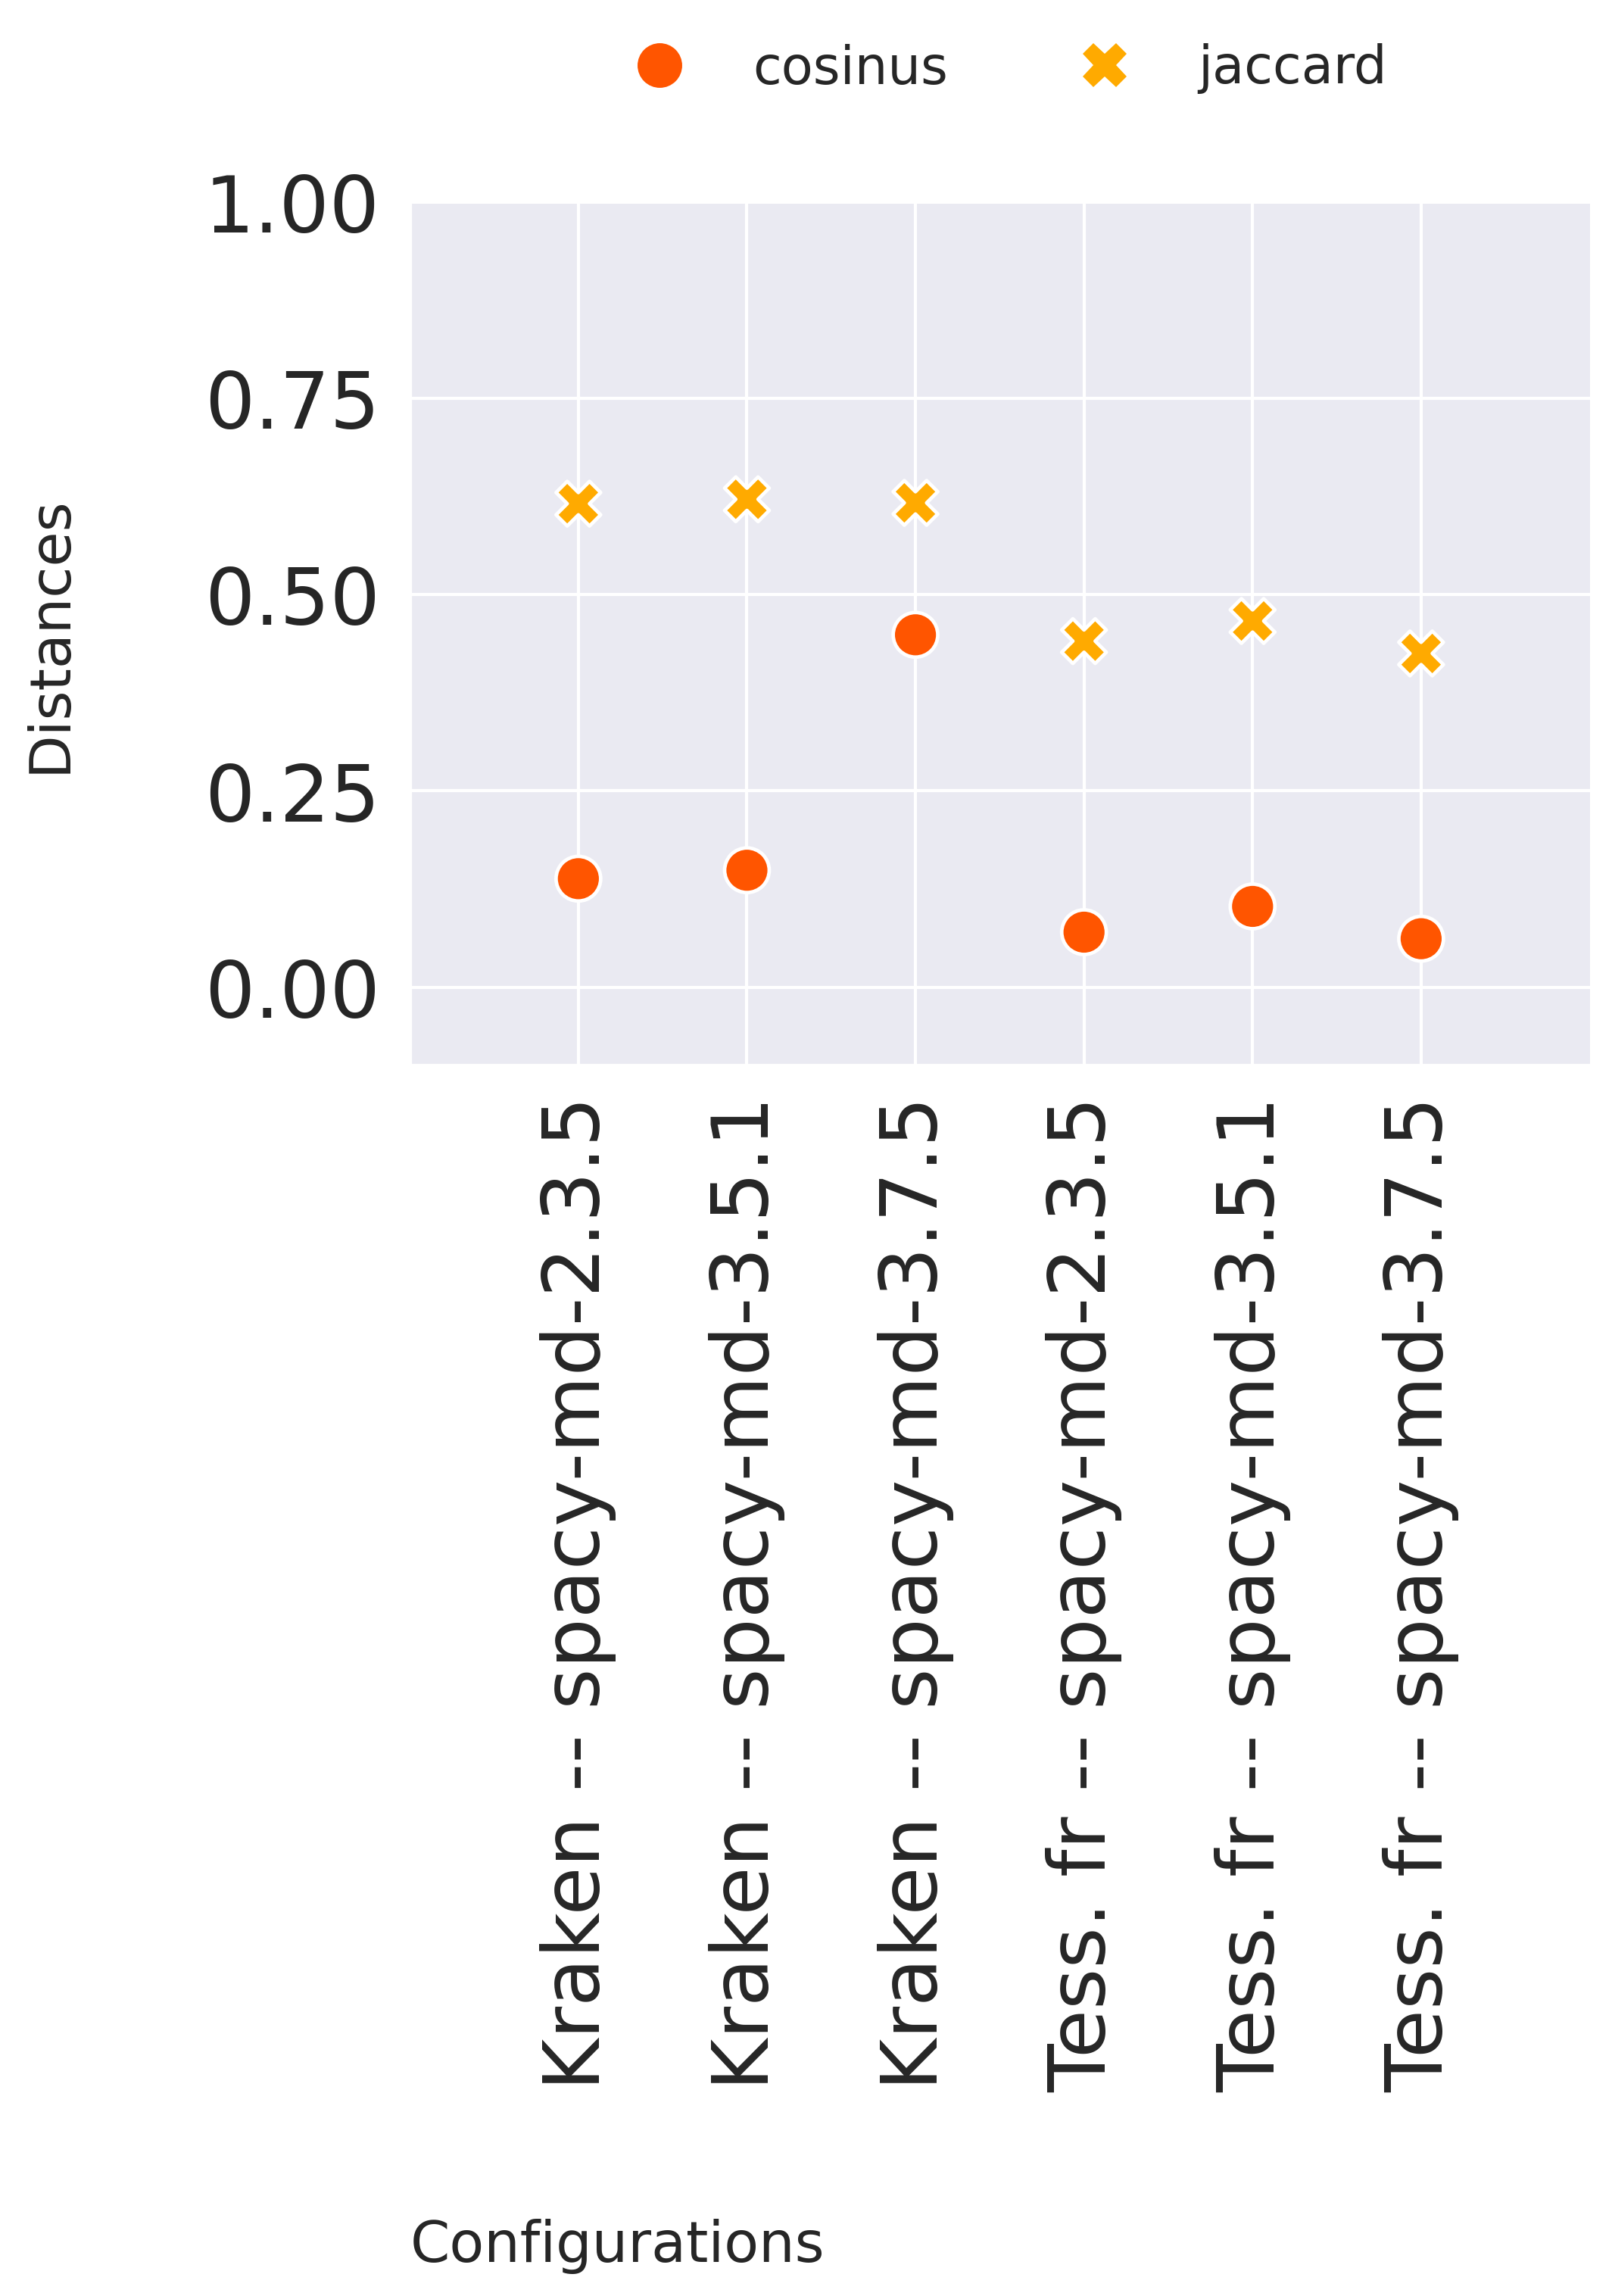 cosinus
jaccard
1.00
0.75
0.50
0.25
0.00
Distances
Kraken -- spacy-md-2.3.5
Kraken -- spacy-md-3.5.1
Kraken -- spacy-md-3.7.5
Tess. fr -- spacy-md-2.3.5
Tess. fr -- spacy-md-3.5.1
Tess. fr -- spacy-md-3.7.5
Configurations